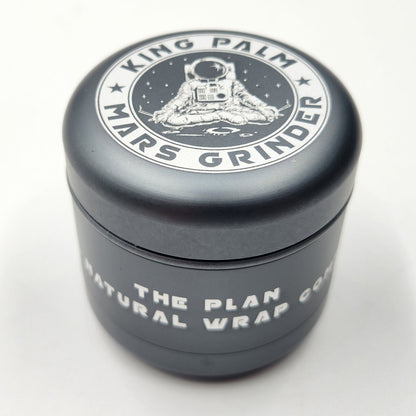 KING PALM
MARS GRINDER
THE PLAN
NATURAL WRAP